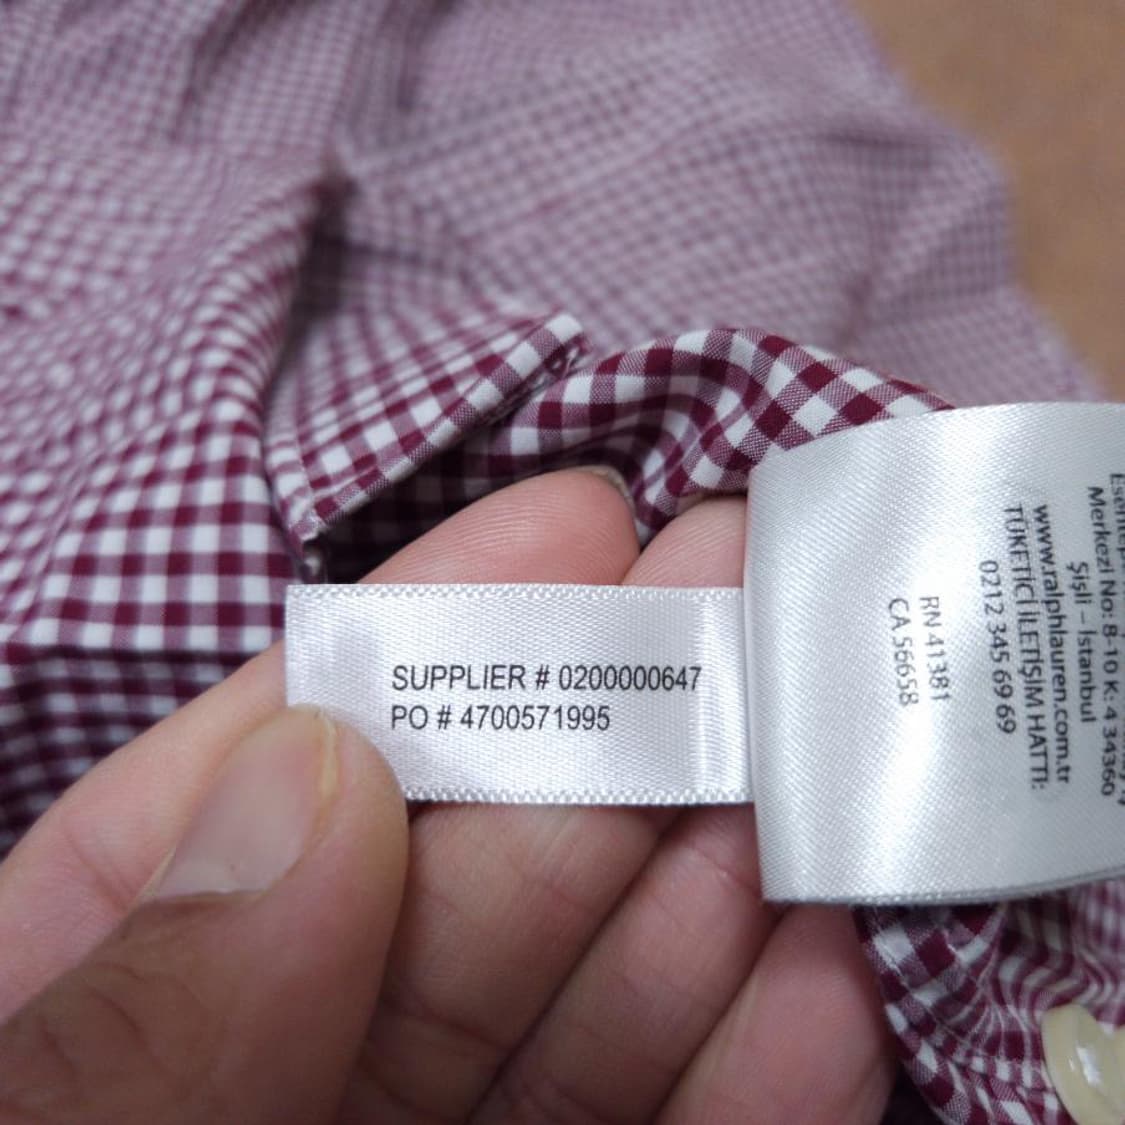 SUPPLIER # 0200000647
PO # 4700571995
Merkezi No: 8-10 K: 4 34360
Şişli – İstanbul
www.ralphlauren.com.tr
TÜKETİCİ İLETİŞİM HATTI:
0212 345 69 69
RN 41381
CA 56658